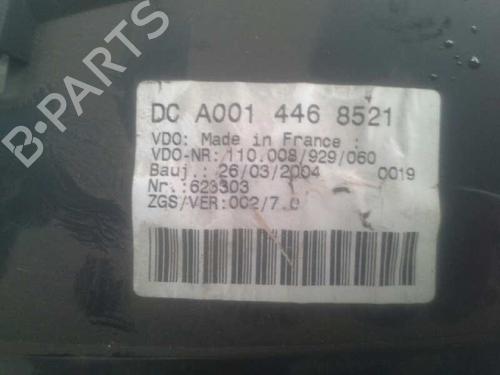 DC A001 446 8521
VDO: Made in France :
VDO-NR:/110.008/929/060
Bauj.: 26/03/2004 0019
Nr.:623303
ZGS/VER:002/7.0
B-PARTS